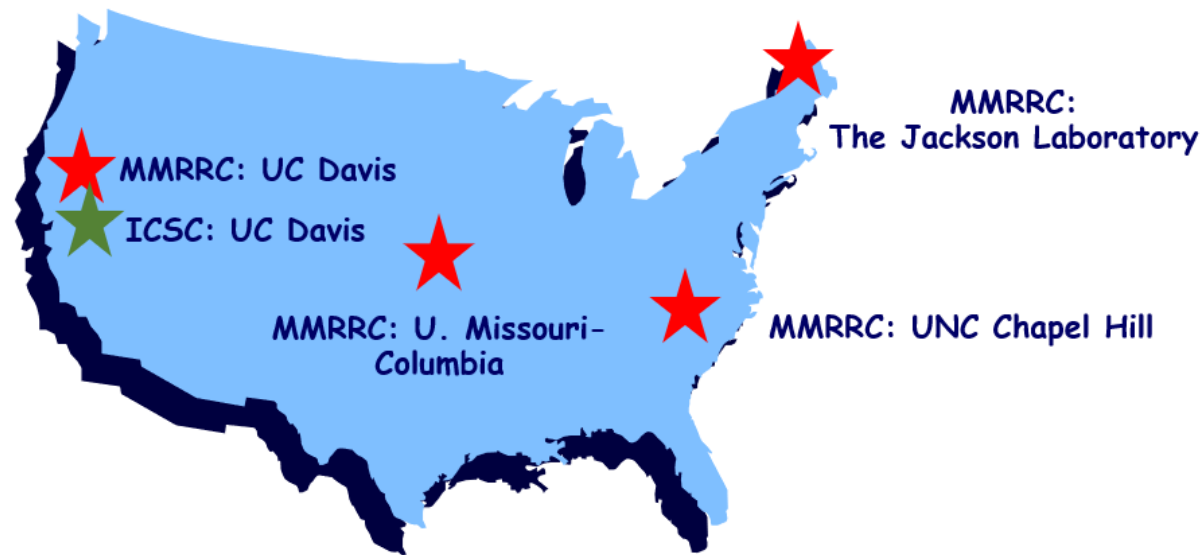 MMRRC:
The Jackson Laboratory
MMRRC: UC Davis
ICSC: UC Davis
MMRRC: U. Missouri-
Columbia
MMRRC: UNC Chapel Hill